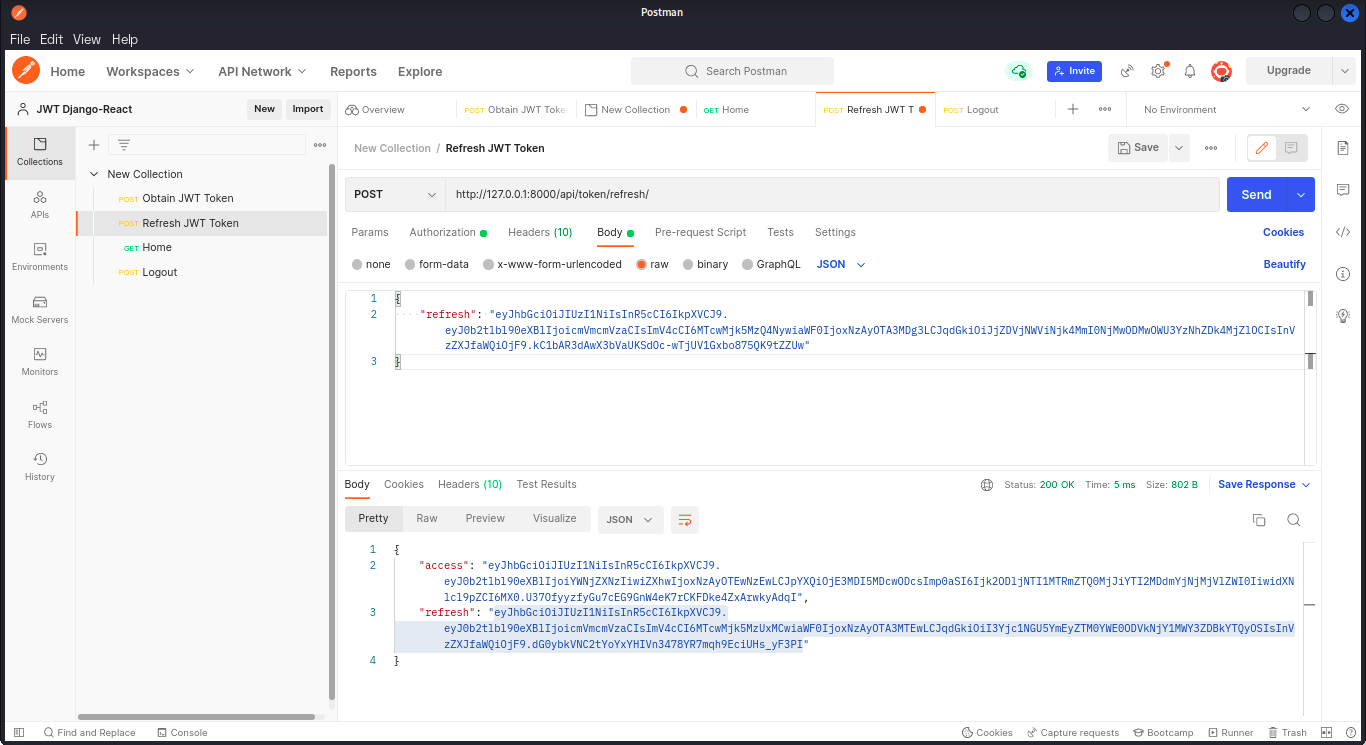 Postman
File Edit View Help
Home Workspaces API Network Reports Explore Search Postman Invite Upgrade
JWT Django-React New Import Overview POST Obtain JWT Toke New Collection GET Home POST Refresh JWT T POST Logout No Environment
Collections
APIs
Environments
Mock Servers
Monitors
Flows
History
New Collection
POST Obtain JWT Token
POST Refresh JWT Token
GET Home
POST Logout
New Collection / Refresh JWT Token Save
POST http://127.0.0.1:8000/api/token/refresh/ Send
Params Authorization Headers (10) Body Pre-request Script Tests Settings Cookies
none form-data x-www-form-urlencoded raw binary GraphQL JSON Beautify
1 {
2 "refresh": "eyJhbGciOiJIUzI1NiIsInR5cCI6IkpXVCJ9.
3 }
Body Cookies Headers (10) Test Results Status: 200 OK Time: 5 ms Size: 802 B Save Response
Pretty Raw Preview Visualize JSON
1 {
2 "access": "eyJhbGciOiJIUzI1NiIsInR5cCI6IkpXVCJ9.
3 "refresh": "eyJhbGciOiJIUzI1NiIsInR5cCI6IkpXVCJ9.
4 }
Find and Replace Console Cookies Capture requests Bootcamp Runner Trash